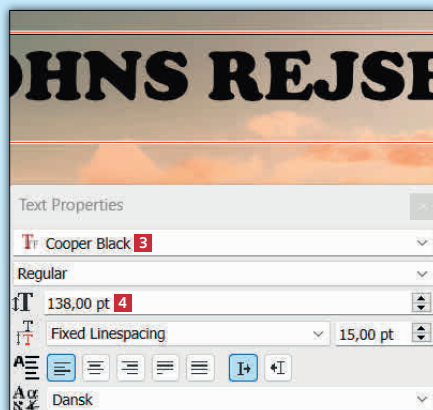 OHNS REJSE
Text Properties
Cooper Black 3
Regular
138,00 pt 4
Fixed Linespacing 15,00 pt
Dansk